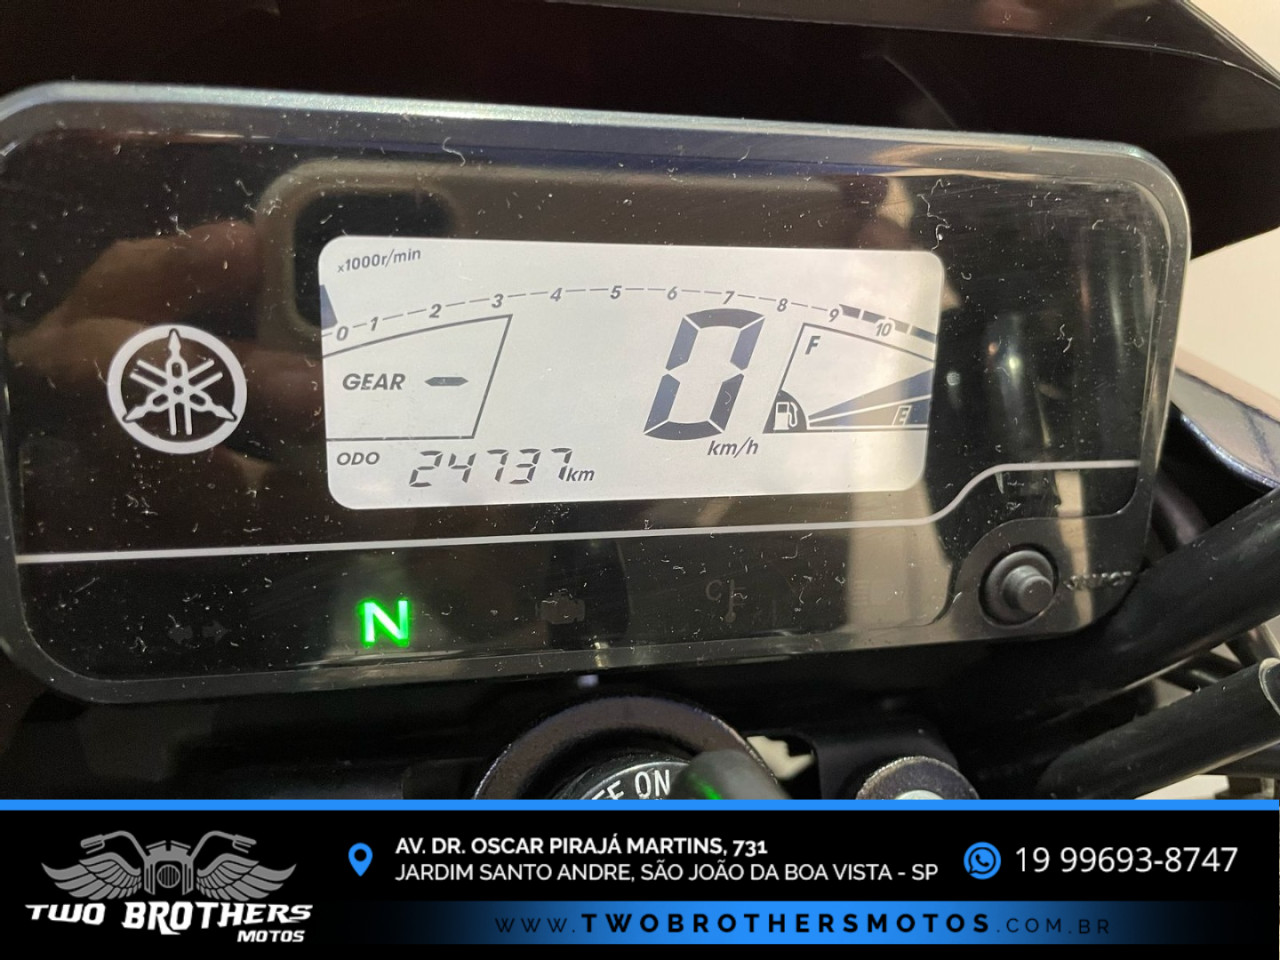 x1000r/min
0 1 2 3 4 5 6 7 8 9 10
GEAR -
0
F
E
km/h
ODO 24737 km
N
ON
AV. DR. OSCAR PIRAJÁ MARTINS, 731
JARDIM SANTO ANDRE, SÃO JOÃO DA BOA VISTA - SP
19 99693-8747
TWO BROTHERS
MOTOS
WWW.TWOBROTHERSMOTOS.COM.BR